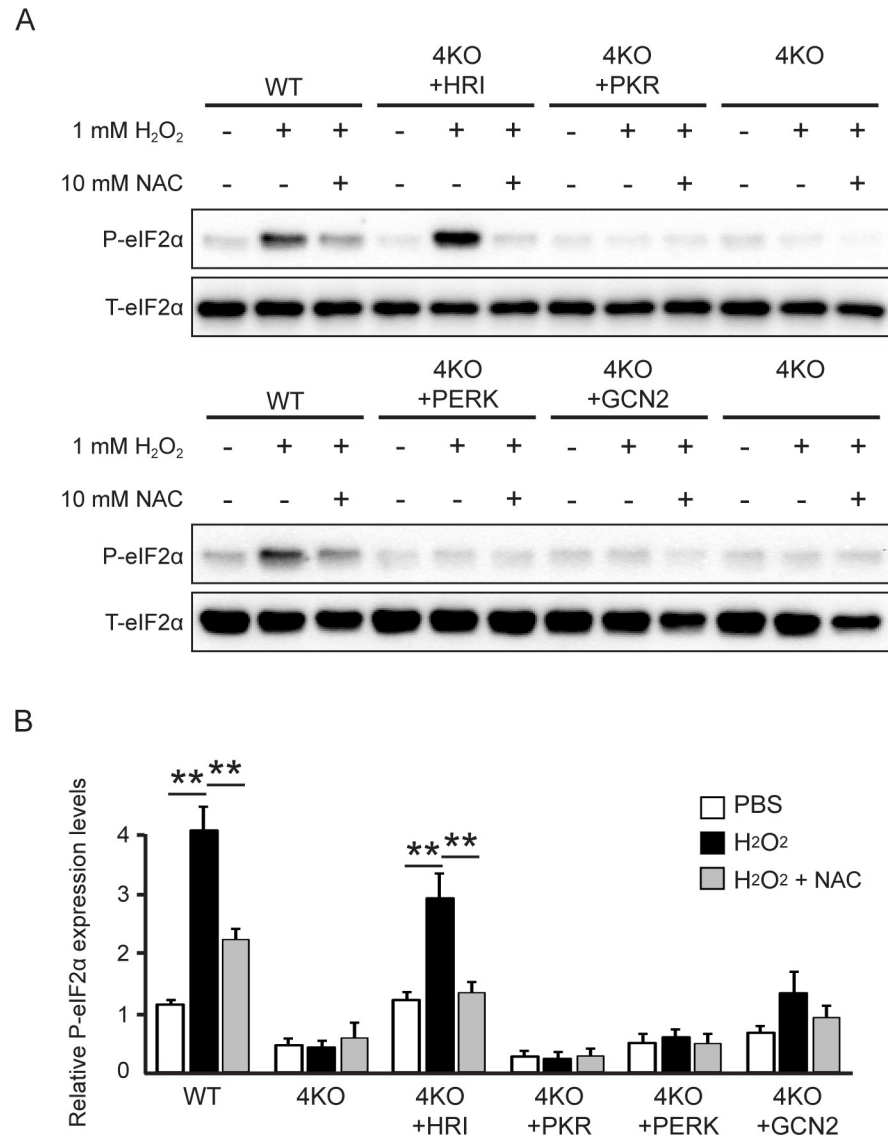 A
WT 4KO +HRI 4KO +PKR 4KO
1 mM H₂O₂ - + + - + + - + + - + +
10 mM NAC - - + - - + - - + - - +
P-eIF2α
T-eIF2α
WT 4KO +PERK 4KO +GCN2 4KO
1 mM H₂O₂ - + + - + + - + + - + +
10 mM NAC - - + - - + - - + - - +
P-eIF2α
T-eIF2α
B
Relative P-eIF2α expression levels
** **
** **
PBS
H2O2
H2O2 + NAC
4
3
2
1
0
WT 4KO 4KO +HRI 4KO +PKR 4KO +PERK 4KO +GCN2